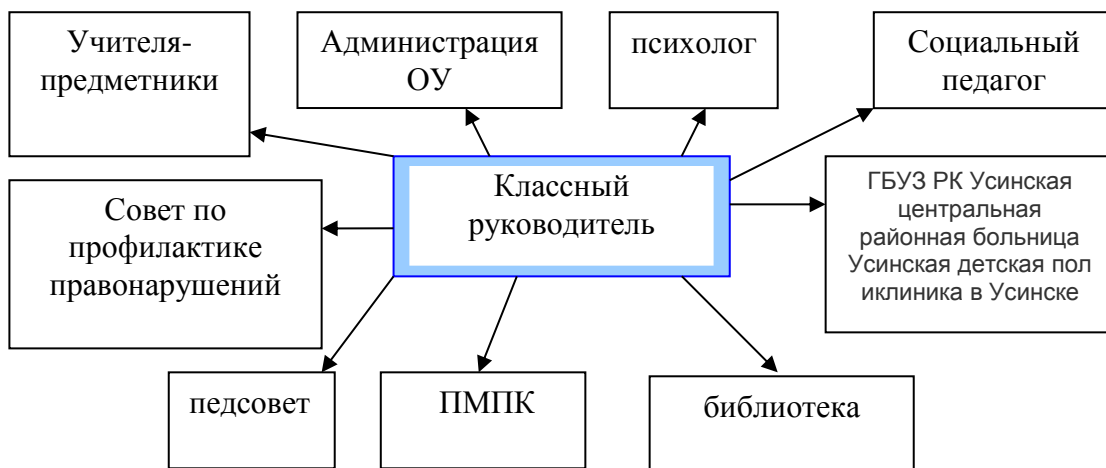 Учителя-
предметники
Администрация
ОУ
психолог
Социальный
педагог
Классный
руководитель
Совет по
профилактике
правонарушений
ГБУЗ РК Усинская
центральная
районная больница
Усинская детская пол
иклиника в Усинске
педсовет
ПМПК
библиотека